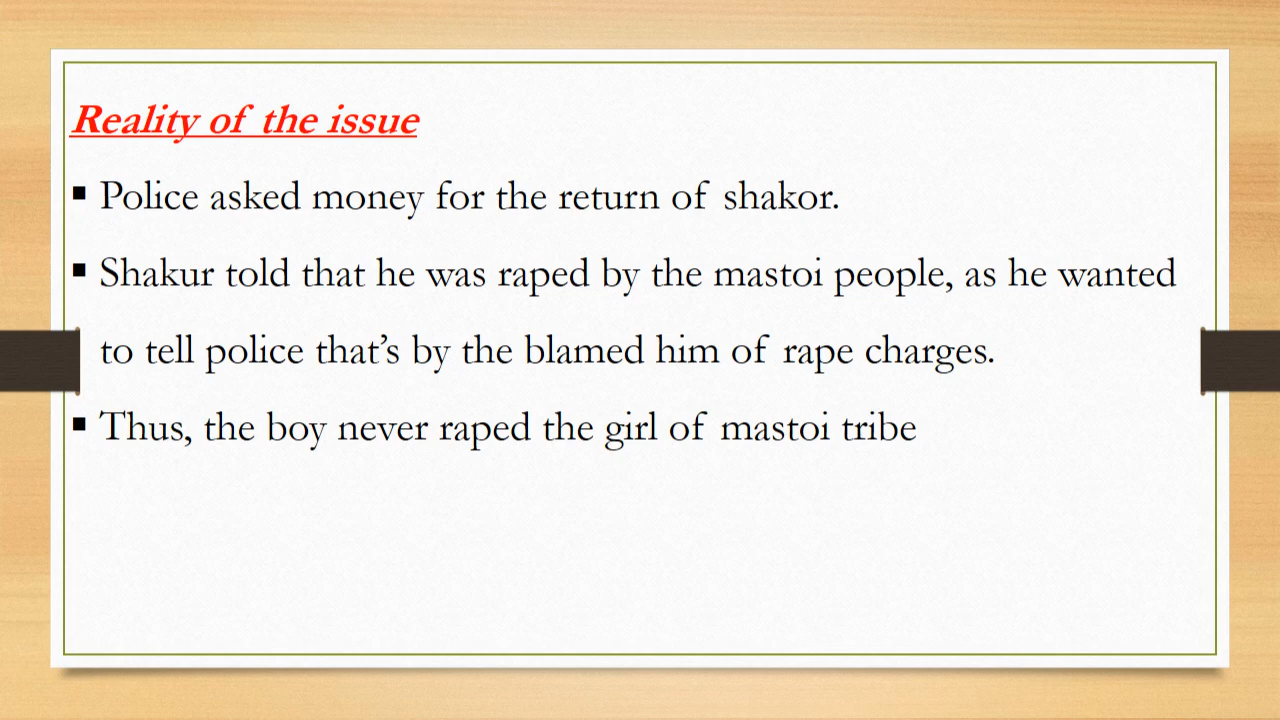 Reality of the issue
▪ Police asked money for the return of shakor.
▪ Shakur told that he was raped by the mastoi people, as he wanted
to tell police that’s by the blamed him of rape charges.
▪ Thus, the boy never raped the girl of mastoi tribe